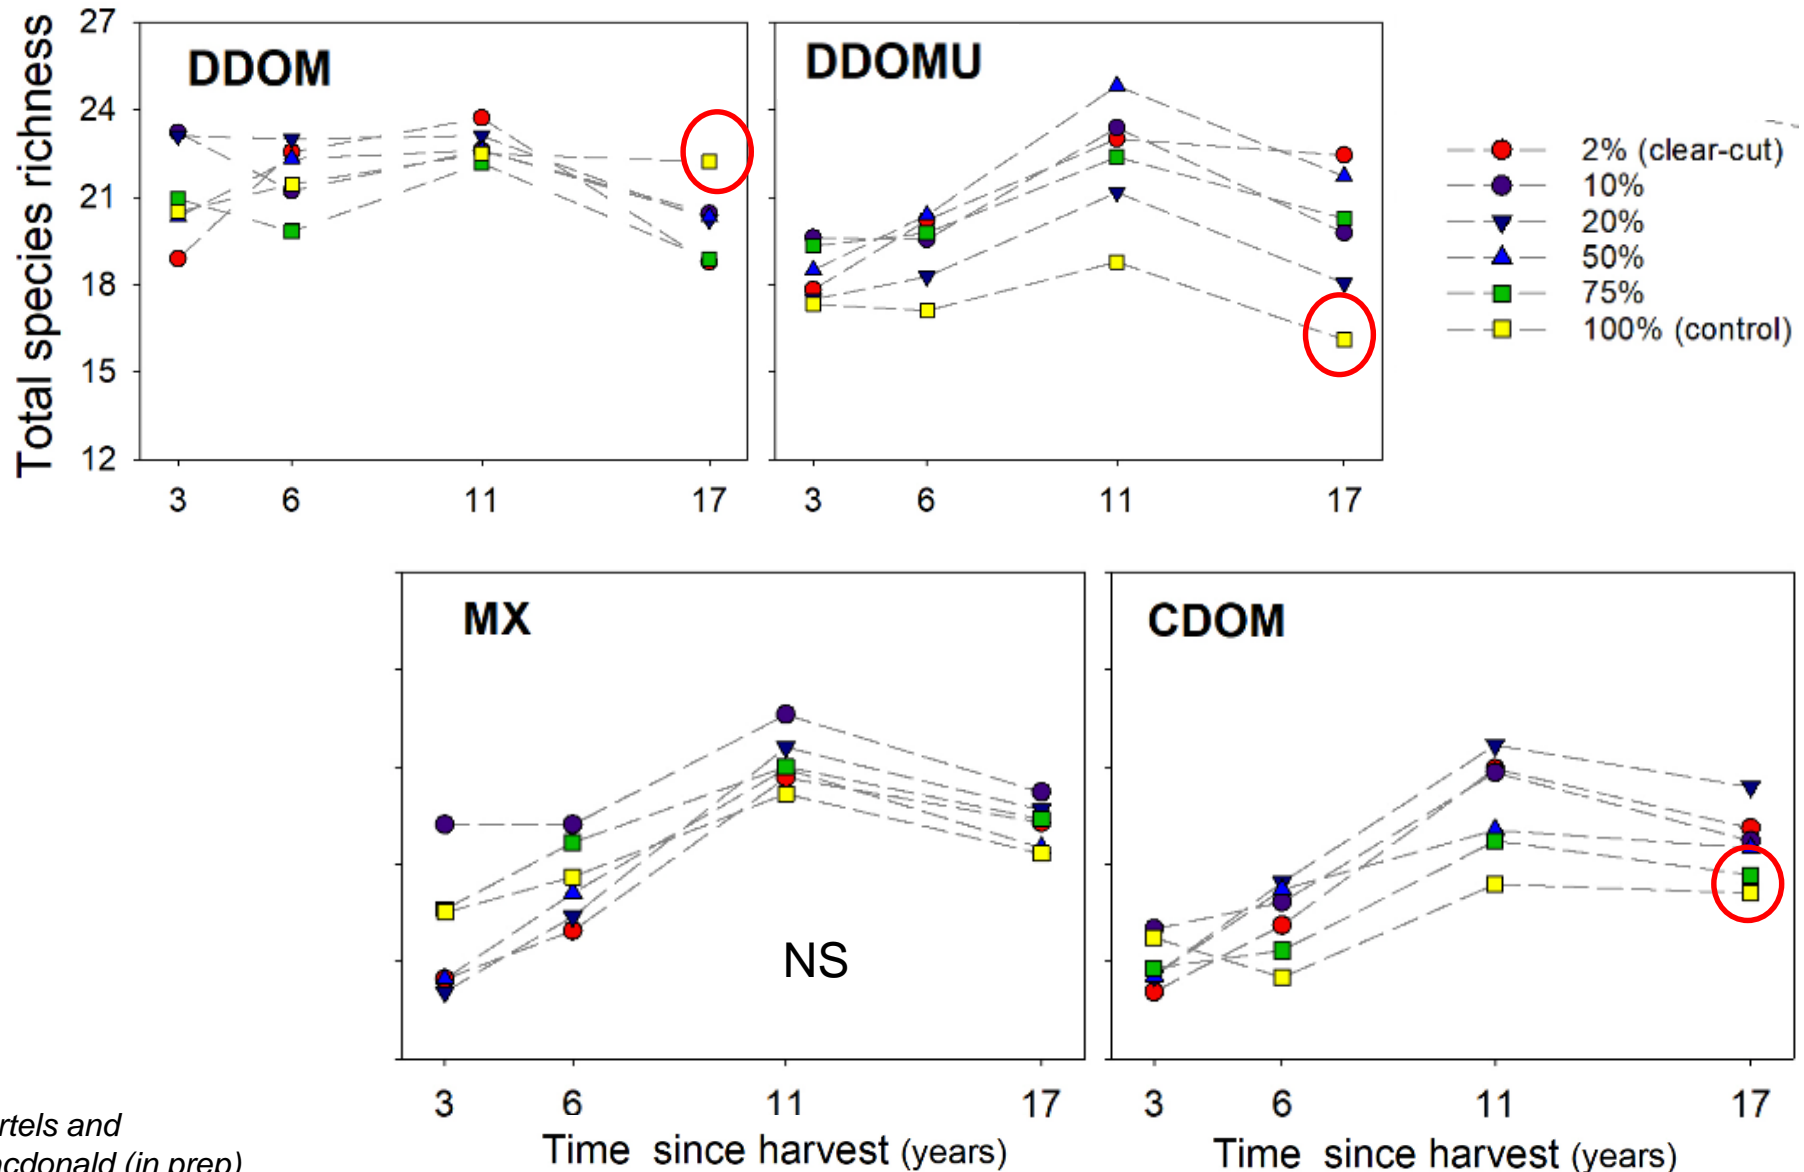 Total species richness
27
24
21
18
15
12
DDOM
3 6 11 17
DDOMU
3 6 11 17
2% (clear-cut)
10%
20%
50%
75%
100% (control)
MX
NS
3 6 11 17
Time since harvest (years)
CDOM
3 6 11 17
Time since harvest (years)
rtels and
cdonald (in prep)